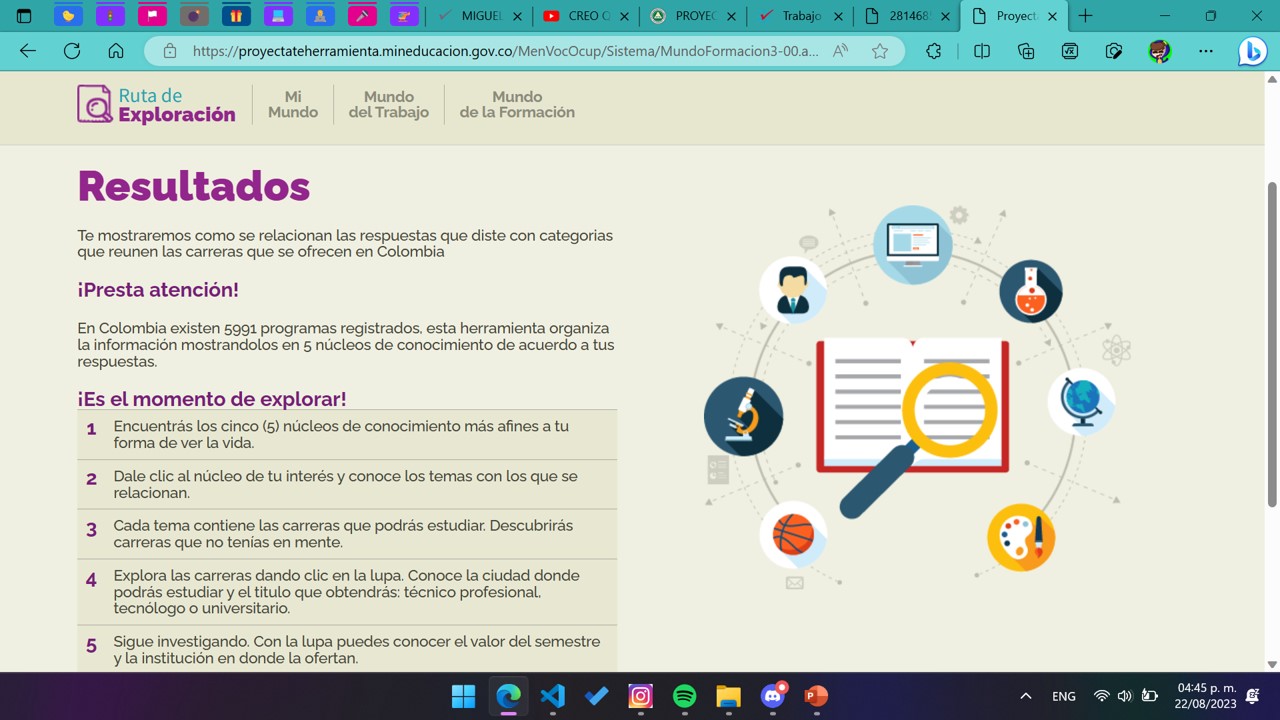 MIGUEL
CREO Q
PROYEC
Trabajo
281468
Proyect
https://proyectateherramienta.mineducacion.gov.co/MenVocOcup/Sistema/MundoFormacion3-00.a...
Ruta de
Exploración
Mi
Mundo
Mundo
del Trabajo
Mundo
de la Formación
Resultados
Te mostraremos como se relacionan las respuestas que diste con categorias
que reunen las carreras que se ofrecen en Colombia
¡Presta atención!
En Colombia existen 5991 programas registrados, esta herramienta organiza
la información mostrandolos en 5 núcleos de conocimiento de acuerdo a tus
respuestas.
¡Es el momento de explorar!
1 Encuentrás los cinco (5) núcleos de conocimiento más afines a tu
forma de ver la vida.
2 Dale clic al núcleo de tu interés y conoce los temas con los que se
relacionan.
3 Cada tema contiene las carreras que podrás estudiar. Descubrirás
carreras que no tenías en mente.
4 Explora las carreras dando clic en la lupa. Conoce la ciudad donde
podrás estudiar y el titulo que obtendrás: técnico profesional,
tecnólogo o universitario.
5 Sigue investigando. Con la lupa puedes conocer el valor del semestre
y la institución en donde la ofertan.
ENG
04:45 p. m.
22/08/2023